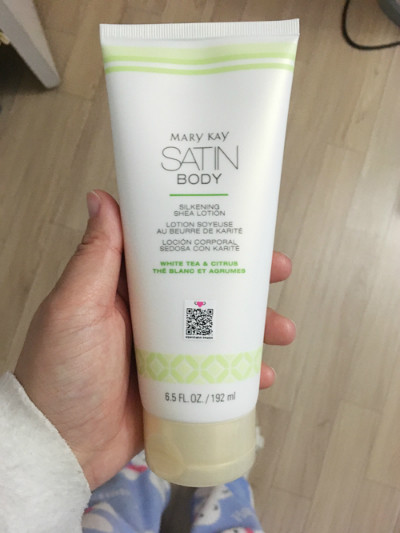 MARY KAY
SATIN
BODY
SILKENING
SHEA LOTION
LOTION SOYEUSE
AU BEURRE DE KARITÉ
LOCIÓN CORPORAL
SEDOSA CON KARITÉ
WHITE TEA & CITRUS
THÉ BLANC ET AGRUMES
6.5 FL. OZ. / 192 ml